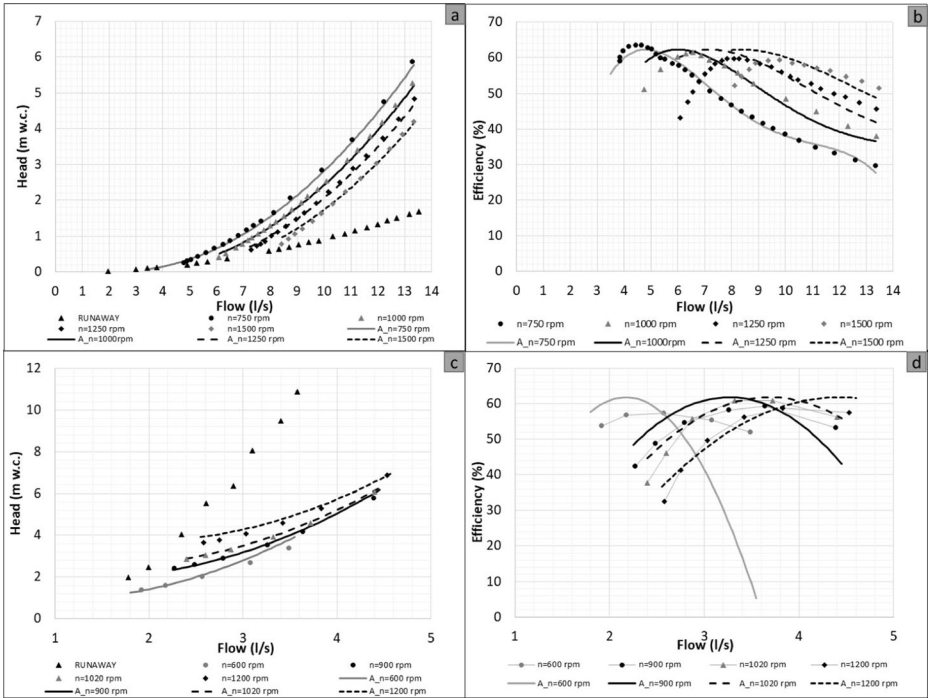 a
Head (m w.c.)
7
6
5
4
3
2
1
0
0 1 2 3 4 5 6 7 8 9 10 11 12 13 14
Flow (l/s)
RUNAWAY n=750 rpm n=1000 rpm
n=1250 rpm n=1500 rpm A_n=750 rpm
A_n=1000rpm A_n=1250 rpm A_n=1500 rpm
b
Efficiency (%)
70
60
50
40
30
20
10
0
0 1 2 3 4 5 6 7 8 9 10 11 12 13 14
Flow (l/s)
n=750 rpm n=1000 rpm n=1250 rpm n=1500 rpm
A_n=750 rpm A_n=1000rpm A_n=1250 rpm A_n=1500 rpm
c
Head (m w.c.)
12
10
8
6
4
2
0
1 2 3 4 5
Flow (l/s)
RUNAWAY n=600 rpm n=900 rpm
n=1020 rpm n=1200 rpm A_n=600 rpm
A_n=900 rpm A_n=1020 rpm A_n=1200 rpm
d
Efficiency (%)
70
60
50
40
30
20
10
0
1 2 3 4 5
Flow (l/s)
n=600 rpm n=900 rpm n=1020 rpm n=1200 rpm
A_n=600 rpm A_n=900 rpm A_n=1020 rpm A_n=1200 rpm